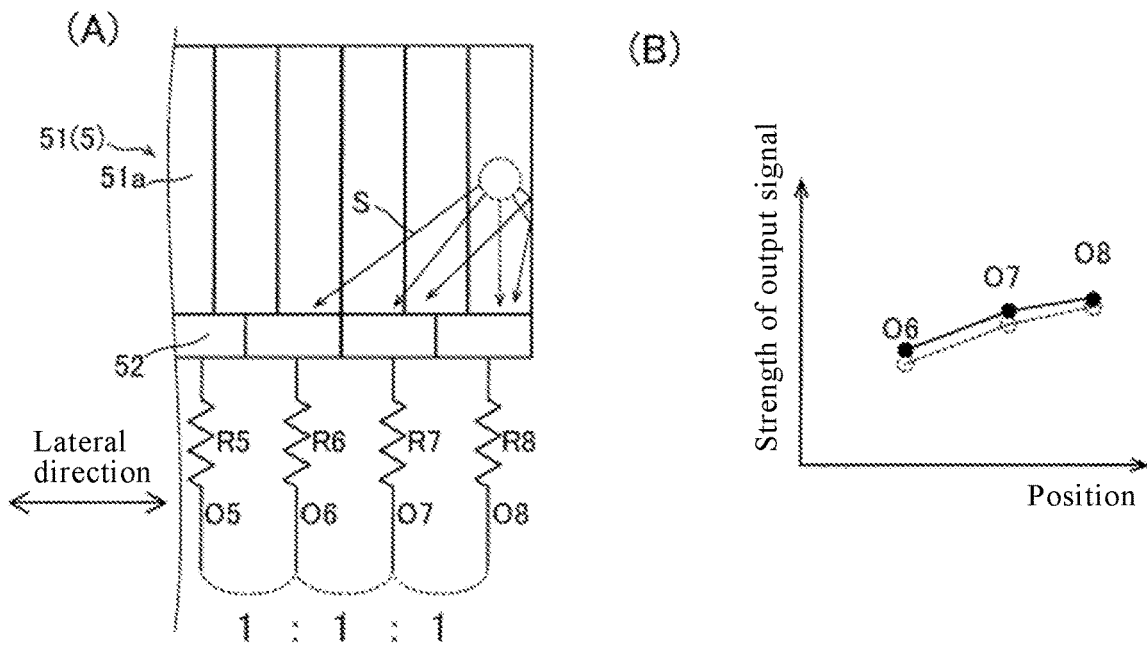 (A)
51(5)
51a
S
52
R5 R6 R7 R8
Lateral
direction
O5 O6 O7 O8
1 : 1 : 1
(B)
Strength of output signal
O6
O7
O8
Position